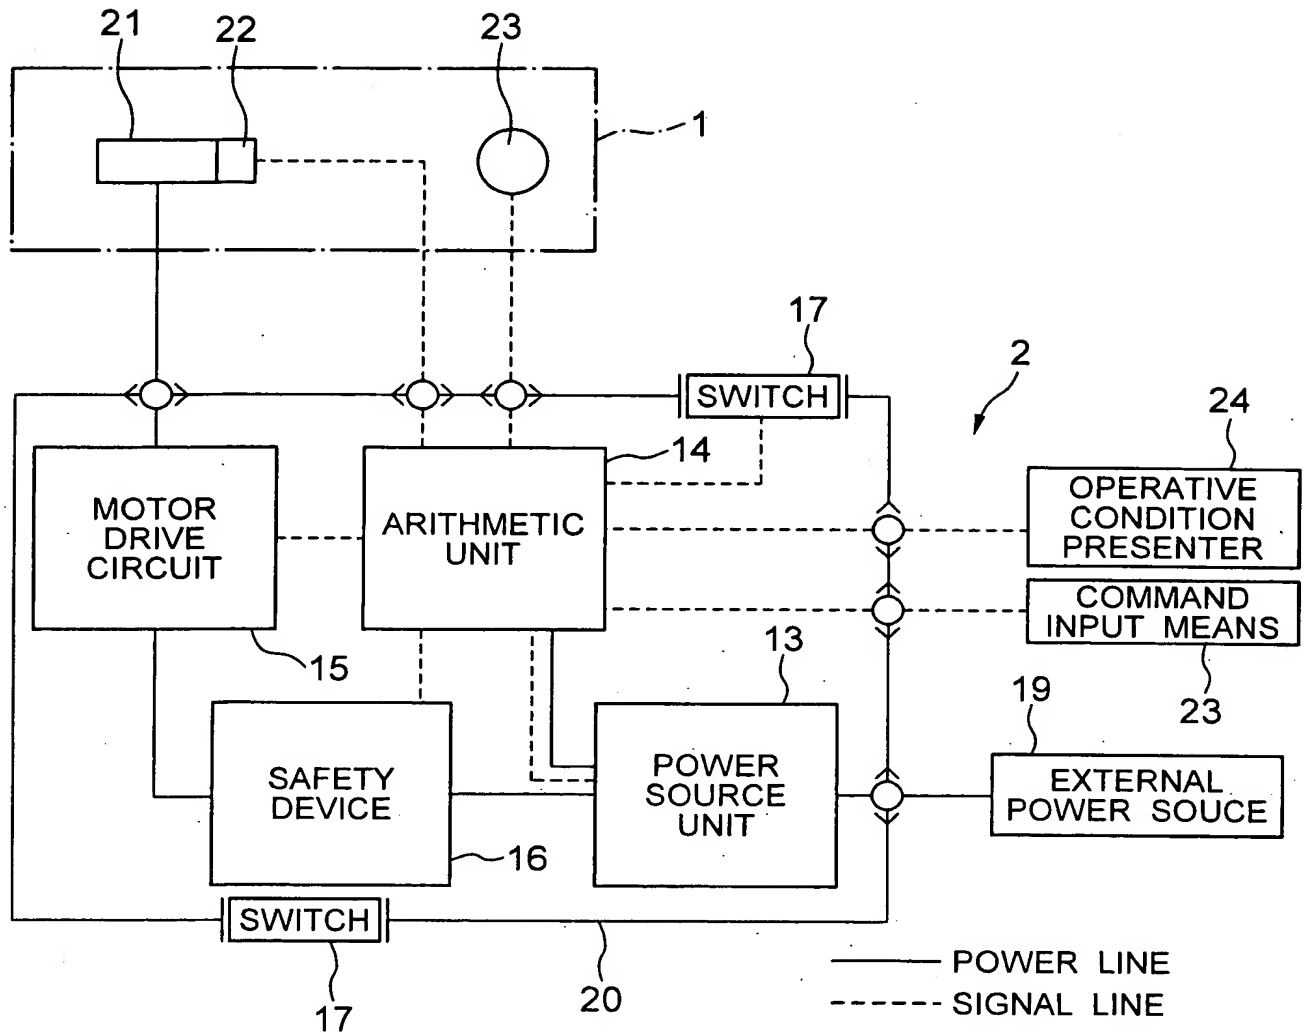 21
22
23
1
17
2
SWITCH
24
14
OPERATIVE
CONDITION
PRESENTER
MOTOR
DRIVE
CIRCUIT
ARITHMETIC
UNIT
COMMAND
INPUT MEANS
13
15
23
19
SAFETY
DEVICE
POWER
SOURCE
UNIT
EXTERNAL
POWER SOUCE
16
SWITCH
17
20
POWER LINE
SIGNAL LINE